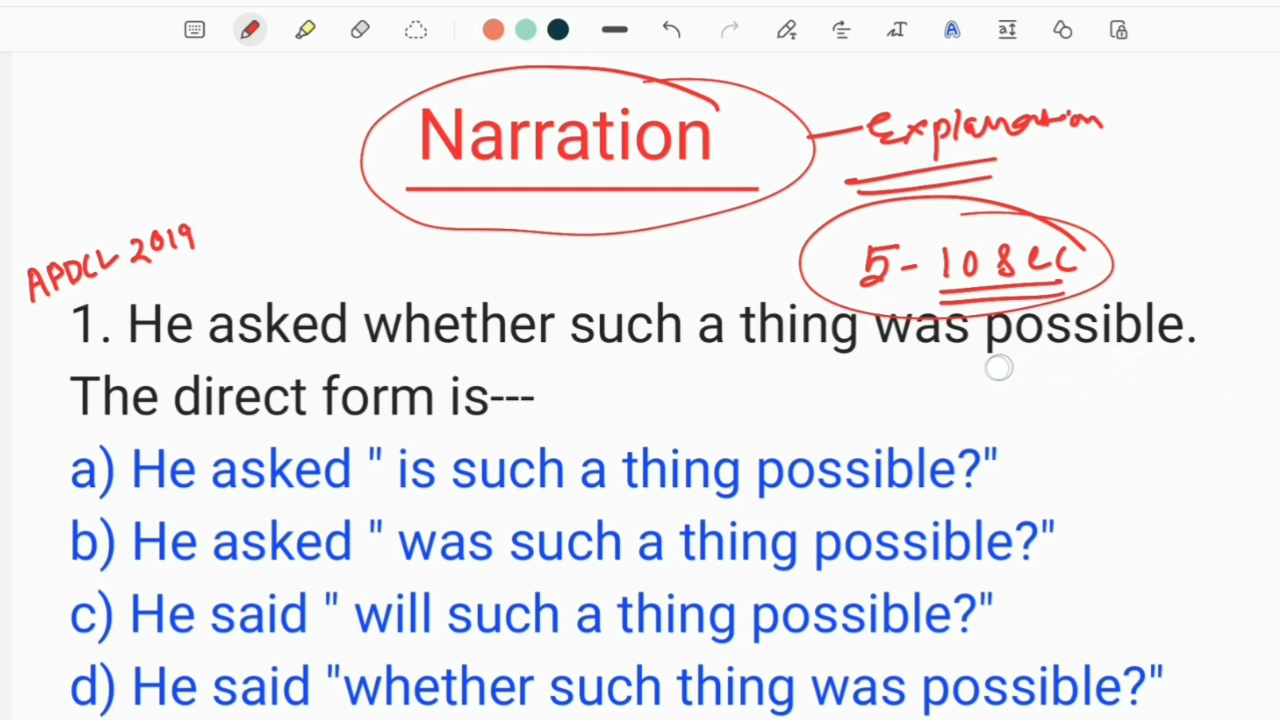 Narration
— Explanation
5 - 10 sec
APDCL 2019
1. He asked whether such a thing was possible.
The direct form is---
a) He asked " is such a thing possible?"
b) He asked " was such a thing possible?"
c) He said " will such a thing possible?"
d) He said "whether such thing was possible?"